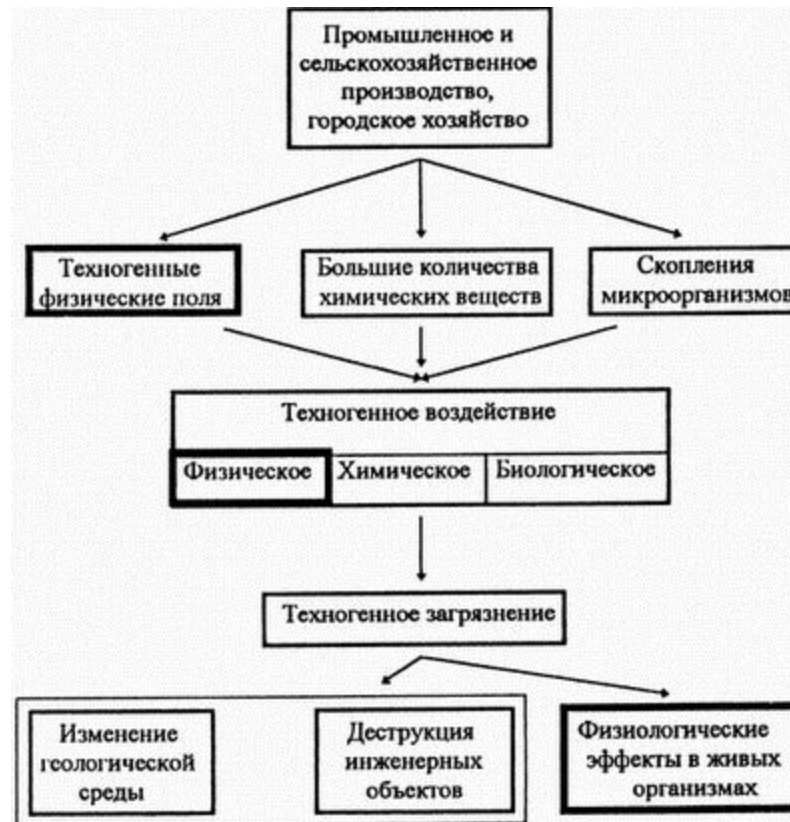 Промышленное и
сельскохозяйственное
производство,
городское хозяйство
Техногенные
физические поля
Большие количества
химических веществ
Скопления
микроорганизмов
Техногенное воздействие
Физическое
Химическое
Биологическое
Техногенное загрязнение
Изменение
геологической
среды
Деструкция
инженерных
объектов
Физиологические
эффекты в живых
организмах